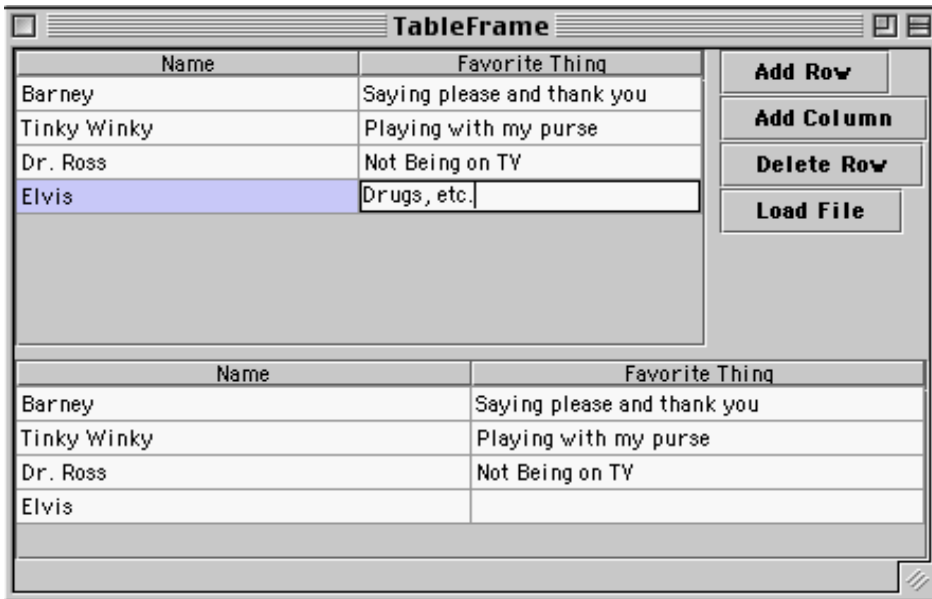 TableFrame
Name Favorite Thing
Barney Saying please and thank you
Tinky Winky Playing with my purse
Dr. Ross Not Being on TV
Elvis Drugs, etc.
Add Row
Add Column
Delete Row
Load File
Name Favorite Thing
Barney Saying please and thank you
Tinky Winky Playing with my purse
Dr. Ross Not Being on TV
Elvis